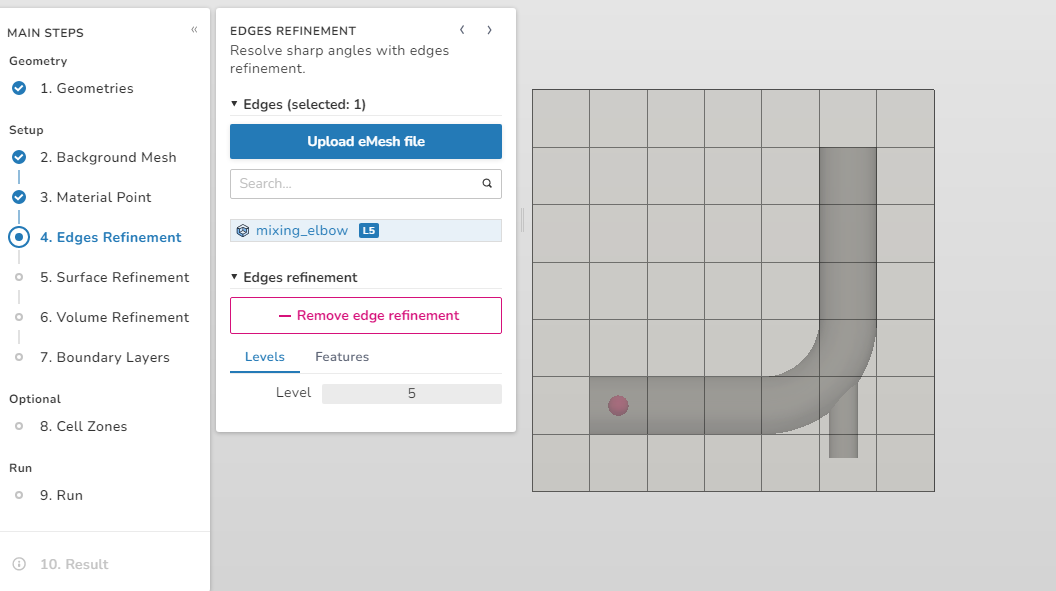 MAIN STEPS
«
Geometry
1. Geometries
Setup
2. Background Mesh
3. Material Point
4. Edges Refinement
5. Surface Refinement
6. Volume Refinement
7. Boundary Layers
Optional
8. Cell Zones
Run
9. Run
10. Result
EDGES REFINEMENT
Resolve sharp angles with edges
refinement.
Edges (selected: 1)
Upload eMesh file
Search...
mixing_elbow L5
Edges refinement
Remove edge refinement
Levels Features
Level 5